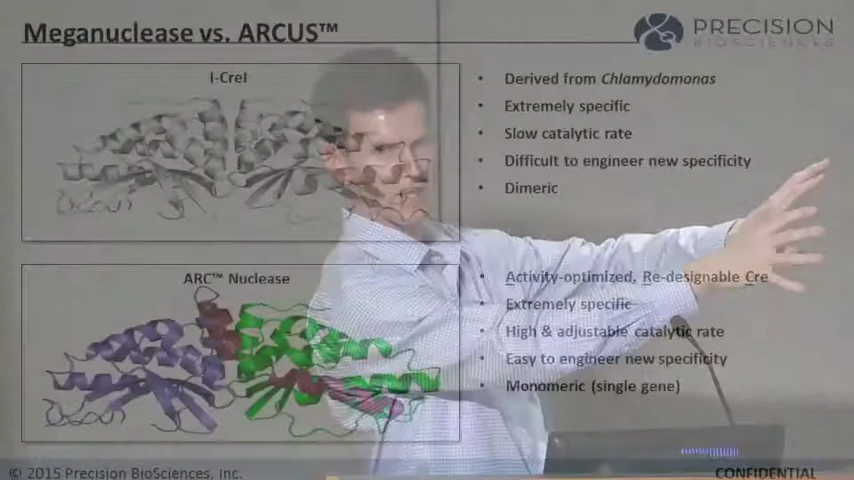 Meganuclease vs. ARCUS™
PRECISION
BIOSCIENCES
I-CreI
• Derived from Chlamydomonas
• Extremely specific
• Slow catalytic rate
• Difficult to engineer new specificity
• Dimeric
ARC™ Nuclease
• Activity-optimized, Re-designable Cre
• Extremely specific
• High & adjustable catalytic rate
• Easy to engineer new specificity
• Monomeric (single gene)
© 2015 Precision BioSciences, Inc.
CONFIDENTIAL